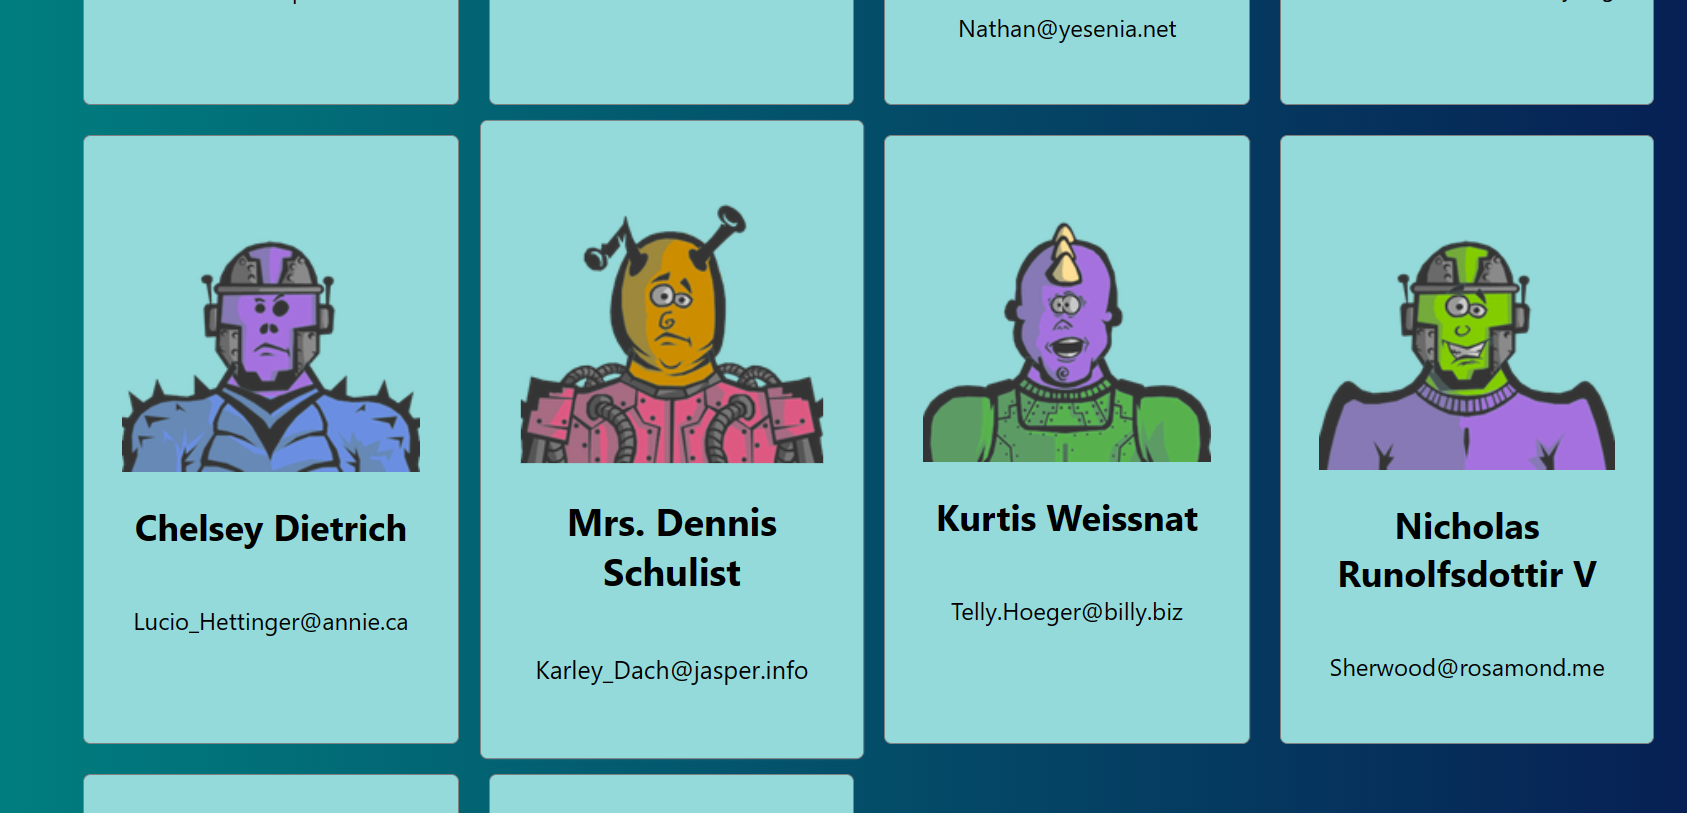 Nathan@yesenia.net
Chelsey Dietrich
Lucio_Hettinger@annie.ca
Mrs. Dennis
Schulist
Karley_Dach@jasper.info
Kurtis Weissnat
Telly.Hoeger@billy.biz
Nicholas
Runolfsdottir V
Sherwood@rosamond.me